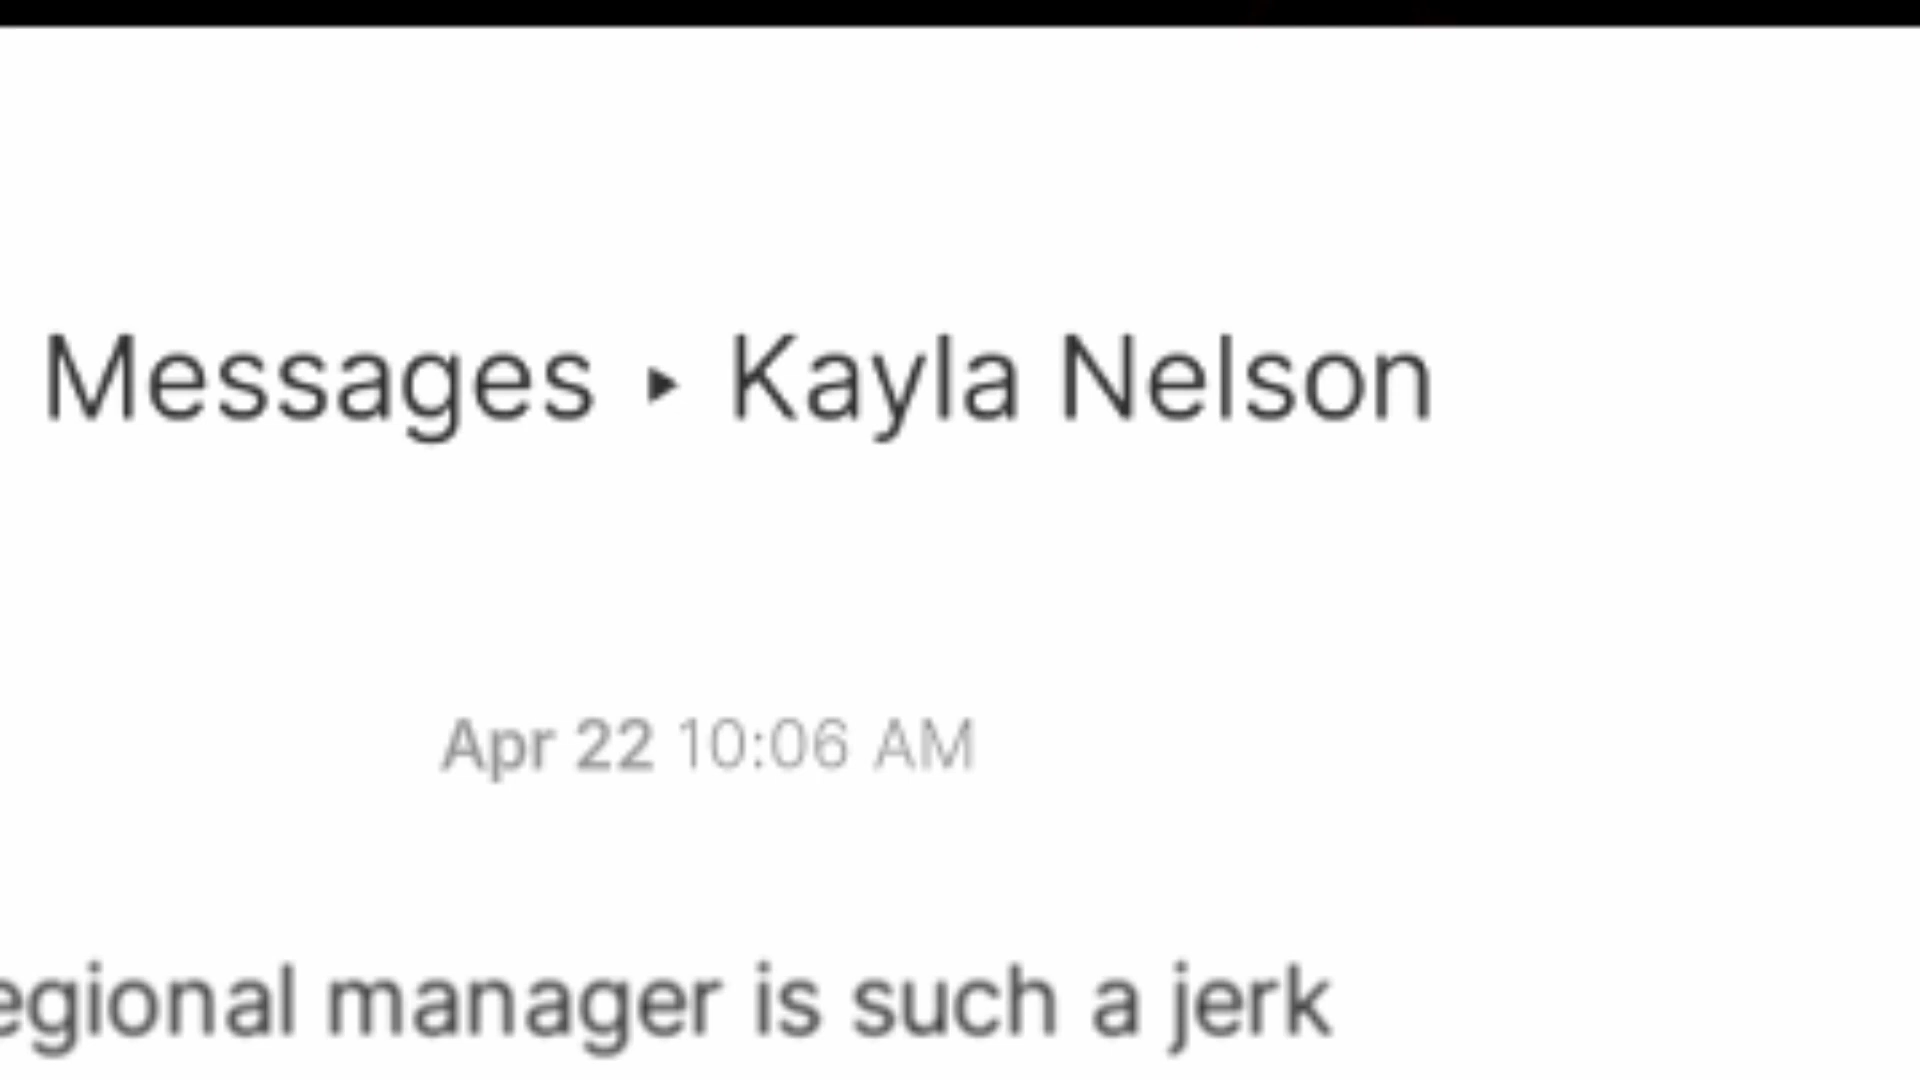 Messages ▸ Kayla Nelson
Apr 22 10:06 AM
egional manager is such a jerk